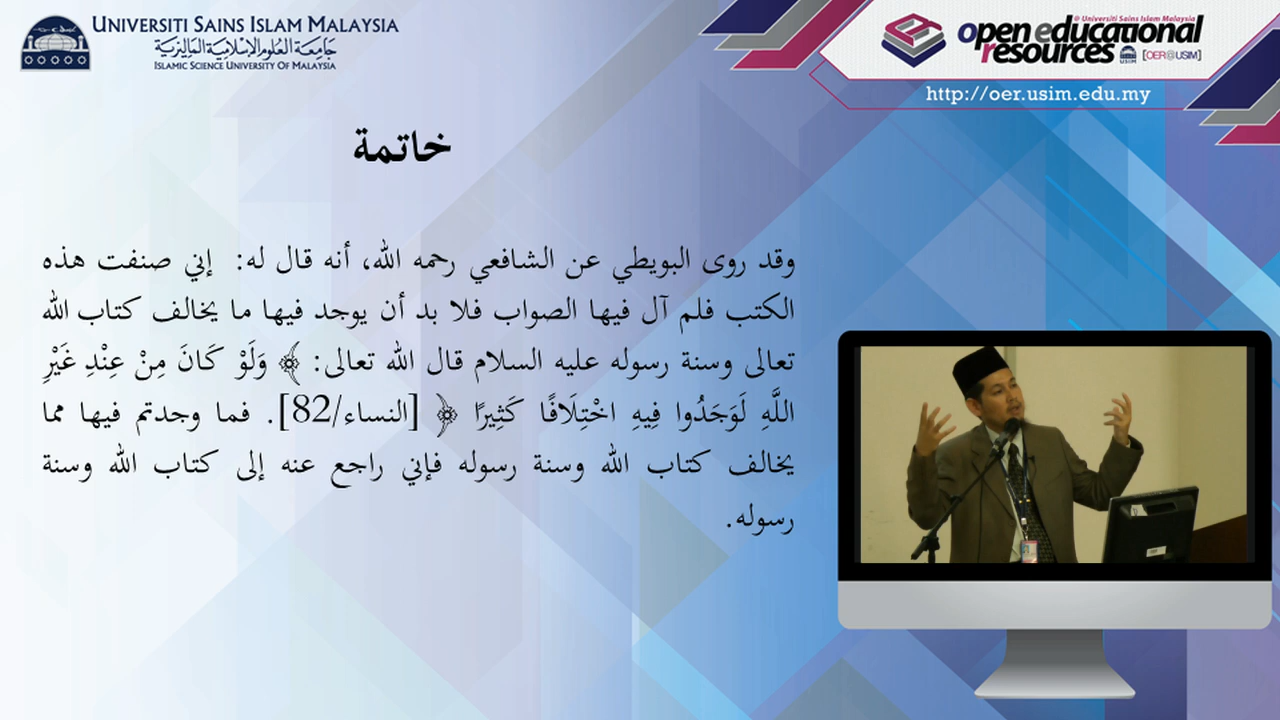 UNIVERSITI SAINS ISLAM MALAYSIA
جامعة العلوم الإسلامية الماليزية
ISLAMIC SCIENCE UNIVERSITY OF MALAYSIA
@ Universiti Sains Islam Malaysia
open educational
resources
USIM
[OER@USIM]
http://oer.usim.edu.my
خاتمة
وقد روى البويطي عن الشافعي رحمه الله، أنه قال له: إني صنفت هذه
الكتب فلم آل فيها الصواب فلا بد أن يوجد فيها ما يخالف كتاب الله
تعالى وسنة رسوله عليه السلام قال الله تعالى: ﴿ وَلَوْ كَانَ مِنْ عِنْدِ غَيْرِ
اللَّهِ لَوَجَدُوا فِيهِ اخْتِلَافًا كَثِيرًا ﴾ [النساء/82]. فما وجدتم فيها مما
يخالف كتاب الله وسنة رسوله فإني راجع عنه إلى كتاب الله وسنة
رسوله.